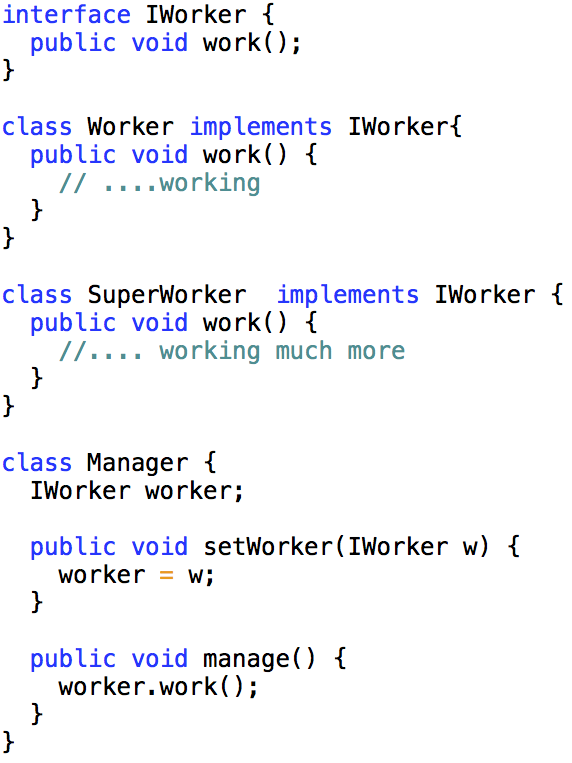 interface IWorker {
  public void work();
}

class Worker implements IWorker{
  public void work() {
    // ....working
  }
}

class SuperWorker  implements IWorker {
  public void work() {
    //.... working much more
  }
}

class Manager {
  IWorker worker;

  public void setWorker(IWorker w) {
    worker = w;
  }

  public void manage() {
    worker.work();
  }
}